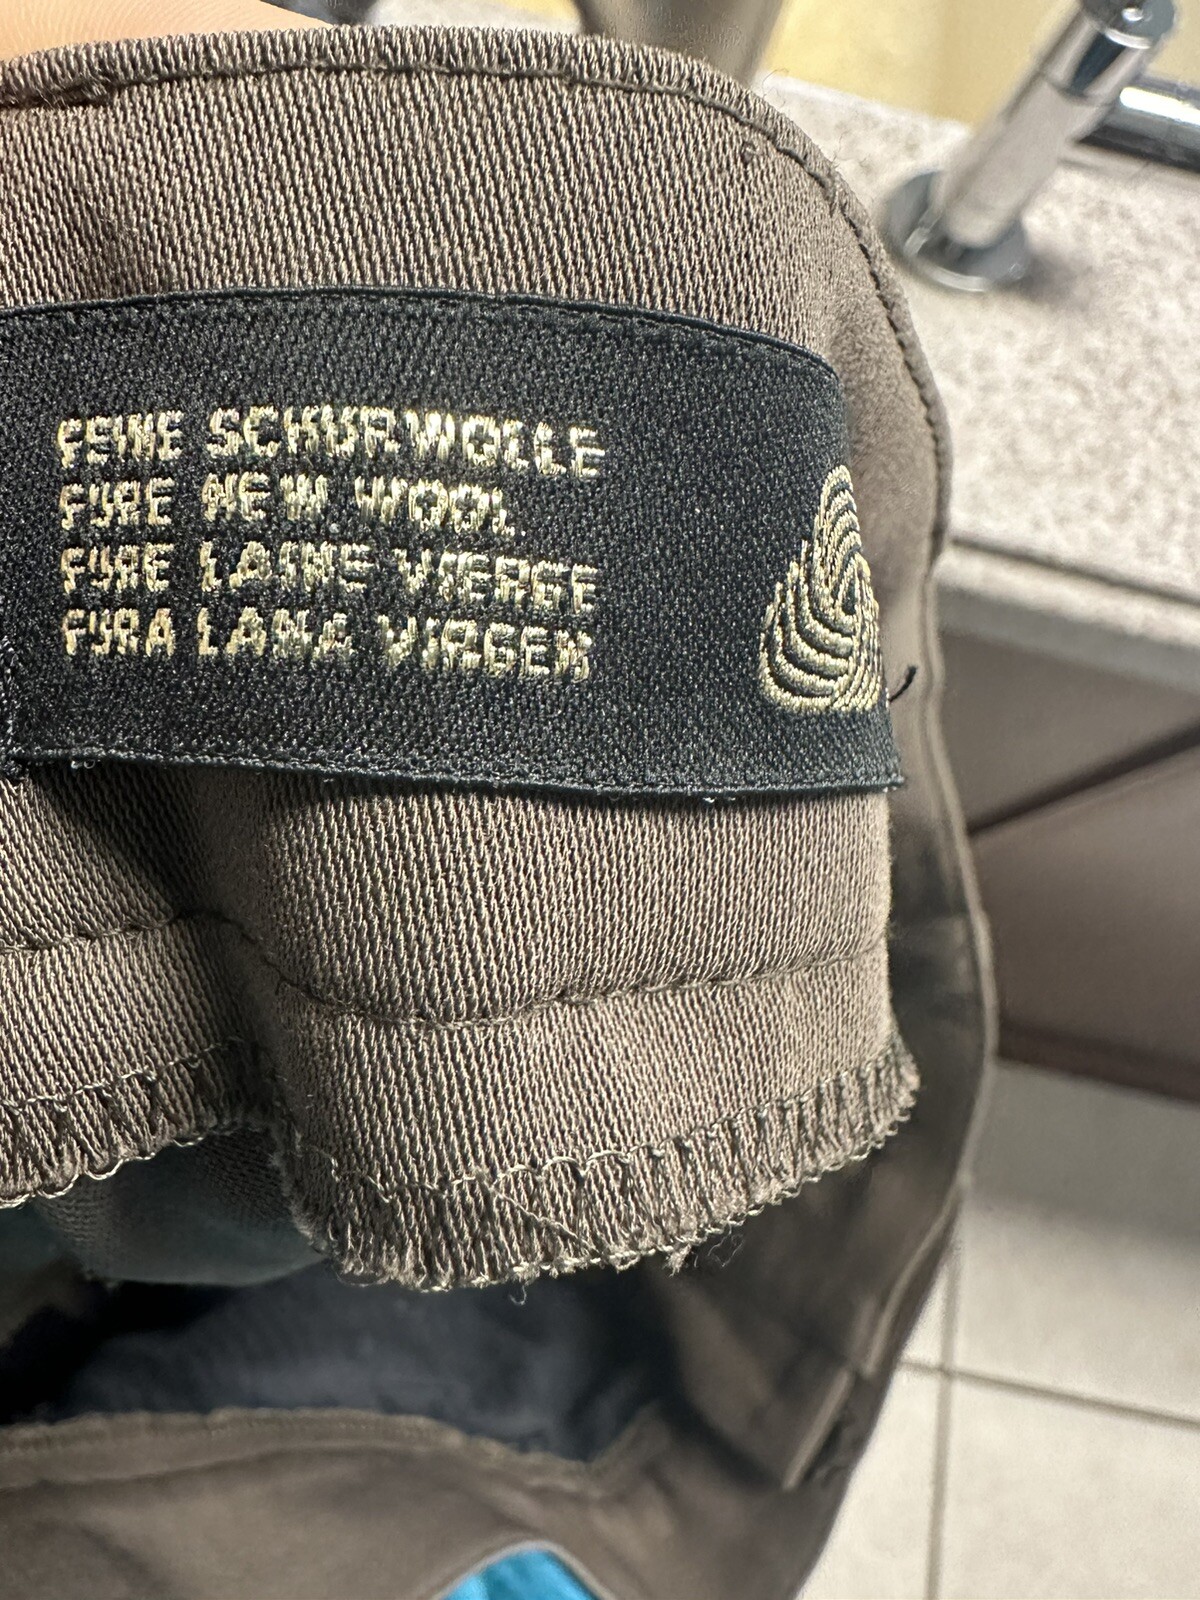 REINE SCHURWOLLE
PURE NEW WOOL
PURE LAINE VIERGE
PURA LANA VIRGEN